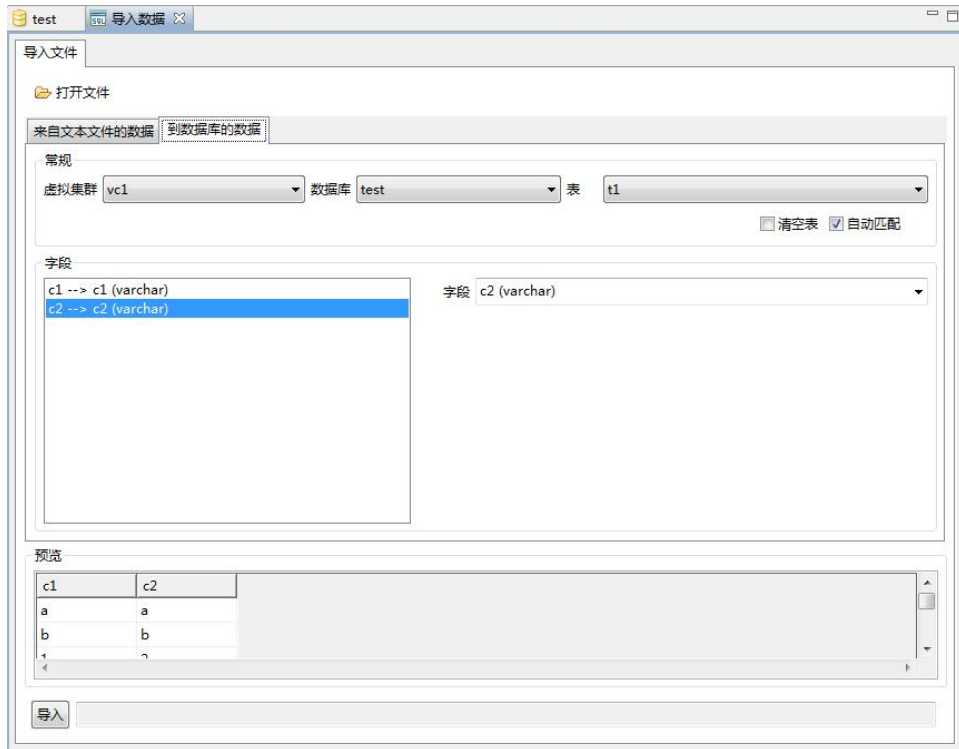 test 导入数据
导入文件
打开文件
来自文本文件的数据 到数据库的数据
常规
虚拟集群 vc1 数据库 test 表 t1
清空表 自动匹配
字段
c1 --> c1 (varchar) 字段 c2 (varchar)
c2 --> c2 (varchar)
预览
c1 c2
a a
b b
1 2
导入